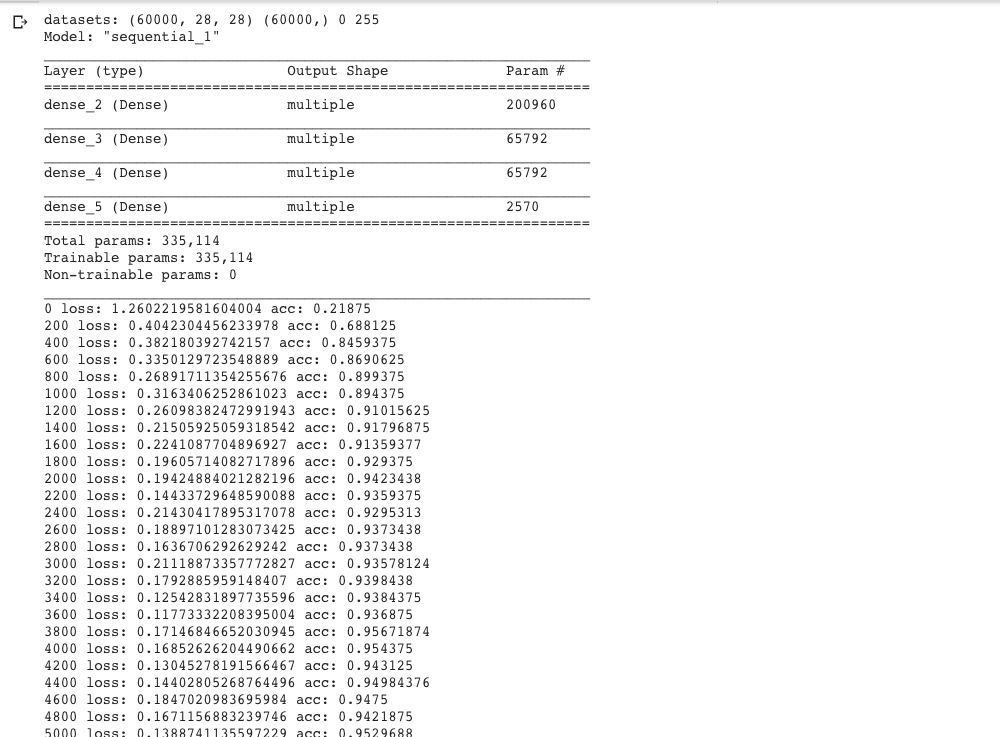 datasets: (60000, 28, 28) (60000,) 0 255
Model: "sequential_1"
Layer (type) Output Shape Param #
=================================================================
dense_2 (Dense) multiple 200960
dense_3 (Dense) multiple 65792
dense_4 (Dense) multiple 65792
dense_5 (Dense) multiple 2570
=================================================================
Total params: 335,114
Trainable params: 335,114
Non-trainable params: 0
0 loss: 1.2602219581604004 acc: 0.21875
200 loss: 0.4042304456233978 acc: 0.688125
400 loss: 0.382180392742157 acc: 0.8459375
600 loss: 0.3350129723548889 acc: 0.8690625
800 loss: 0.26891711354255676 acc: 0.899375
1000 loss: 0.3163406252861023 acc: 0.894375
1200 loss: 0.26098382472991943 acc: 0.91015625
1400 loss: 0.21505925059318542 acc: 0.91796875
1600 loss: 0.2241087704896927 acc: 0.91359377
1800 loss: 0.19605714082717896 acc: 0.929375
2000 loss: 0.19424884021282196 acc: 0.9423438
2200 loss: 0.14433729648590088 acc: 0.9359375
2400 loss: 0.21430417895317078 acc: 0.9295313
2600 loss: 0.18897101283073425 acc: 0.9373438
2800 loss: 0.1636706292629242 acc: 0.9373438
3000 loss: 0.21118873357772827 acc: 0.93578124
3200 loss: 0.1792885959148407 acc: 0.9398438
3400 loss: 0.12542831897735596 acc: 0.9384375
3600 loss: 0.11773332208395004 acc: 0.936875
3800 loss: 0.17146846652030945 acc: 0.95671874
4000 loss: 0.16852626204490662 acc: 0.954375
4200 loss: 0.13045278191566467 acc: 0.943125
4400 loss: 0.14402805268764496 acc: 0.94984376
4600 loss: 0.1847020983695984 acc: 0.9475
4800 loss: 0.1671156883239746 acc: 0.9421875
5000 loss: 0.1388741135597229 acc: 0.9529688